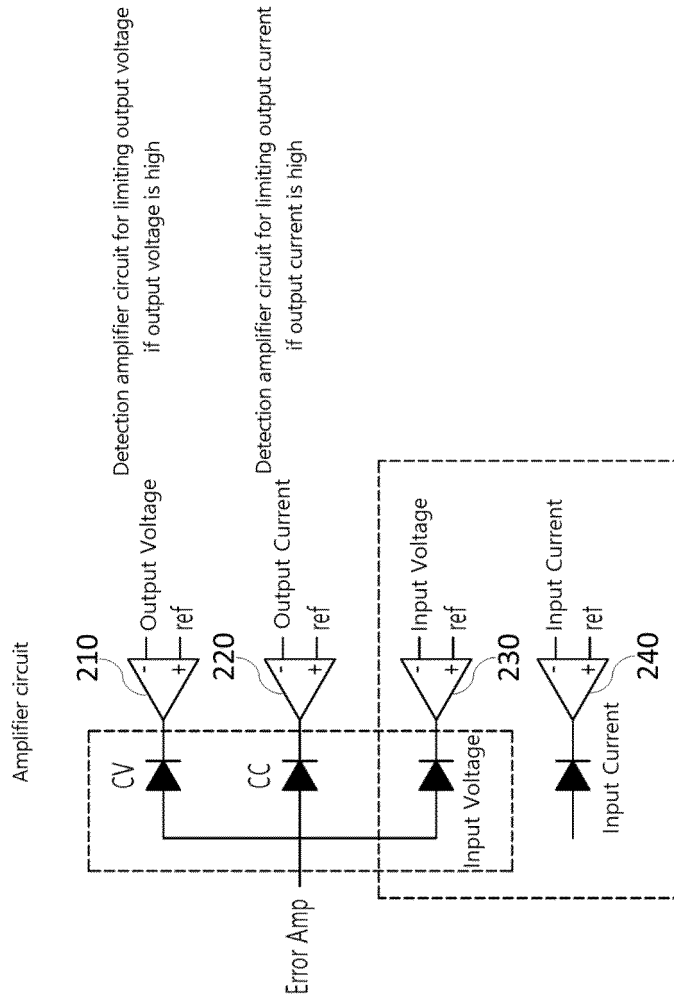 Amplifier circuit
Detection amplifier circuit for limiting output voltage
if output voltage is high
210
- Output Voltage
+ ref
CV
Detection amplifier circuit for limiting output current
if output current is high
220
- Output Current
+ ref
CC
Error Amp
- Input Voltage
+ ref
230
Input Voltage
- Input Current
+ ref
240
Input Current